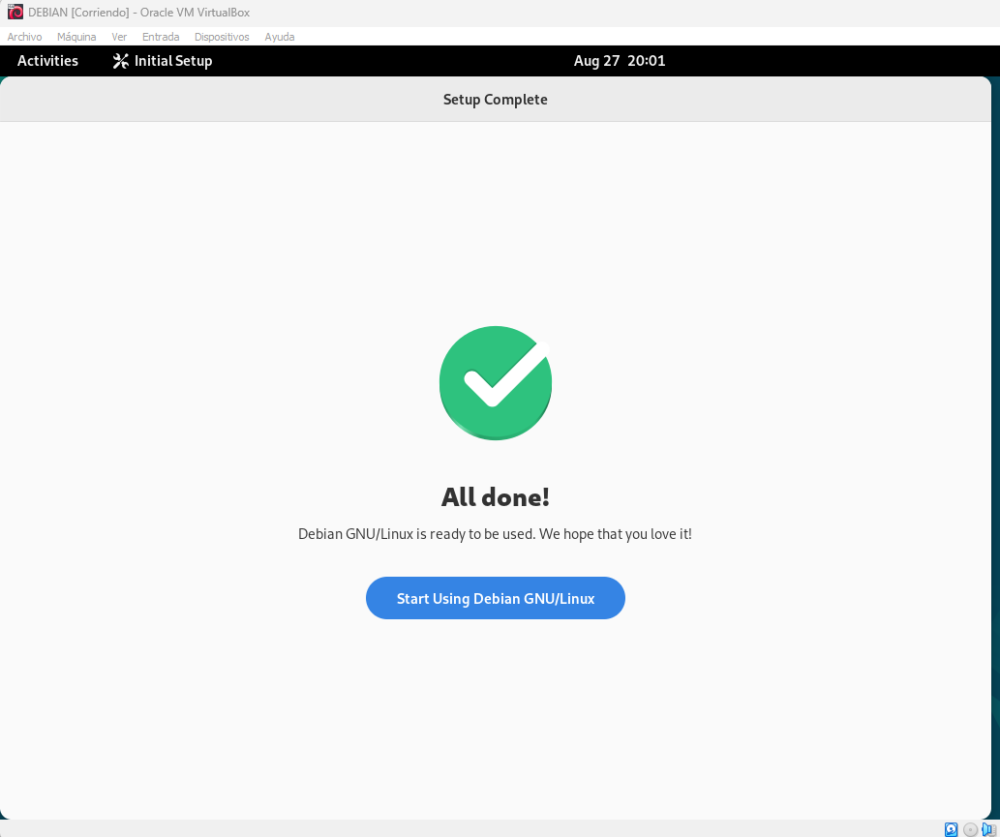 DEBIAN [Corriendo] - Oracle VM VirtualBox
Archivo Máquina Ver Entrada Dispositivos Ayuda
Activities Initial Setup Aug 27 20:01
Setup Complete
All done!
Debian GNU/Linux is ready to be used. We hope that you love it!
Start Using Debian GNU/Linux